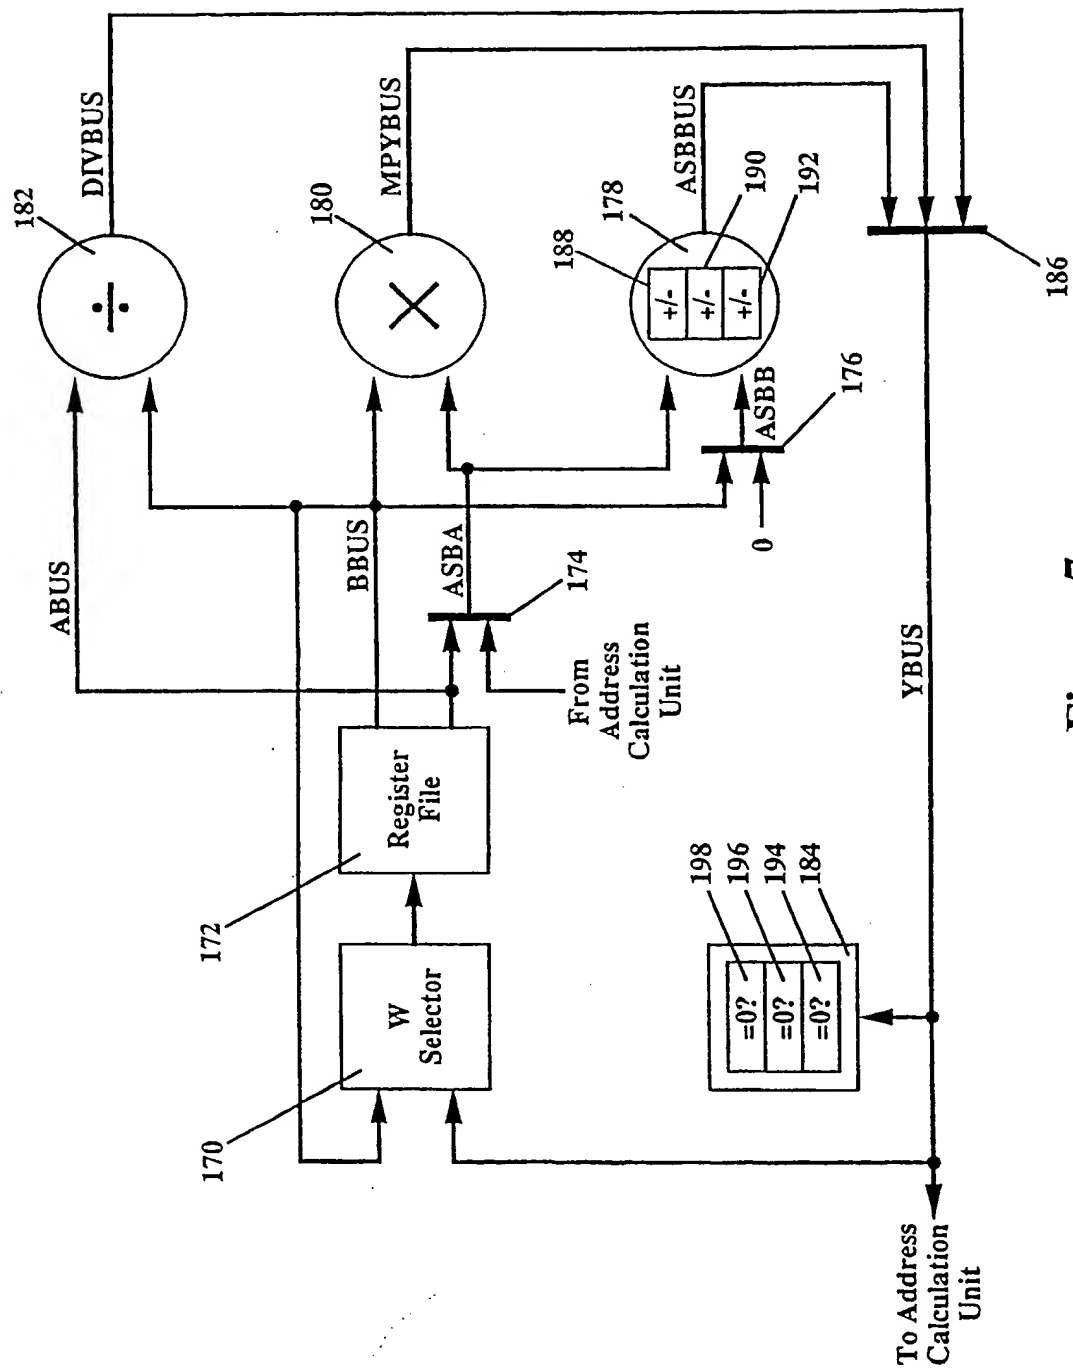 182
ABUS
DIVBUS
170
172
180
W
Selector
Register
File
BBUS
MPYBUS
ASBA
÷
×
188
174
178
From
Address
Calculation
Unit
+/-
+/-
+/-
ASBBUS
190
192
198
196
194
184
=0?
=0?
=0?
0
ASBB
176
To Address
Calculation
Unit
YBUS
186